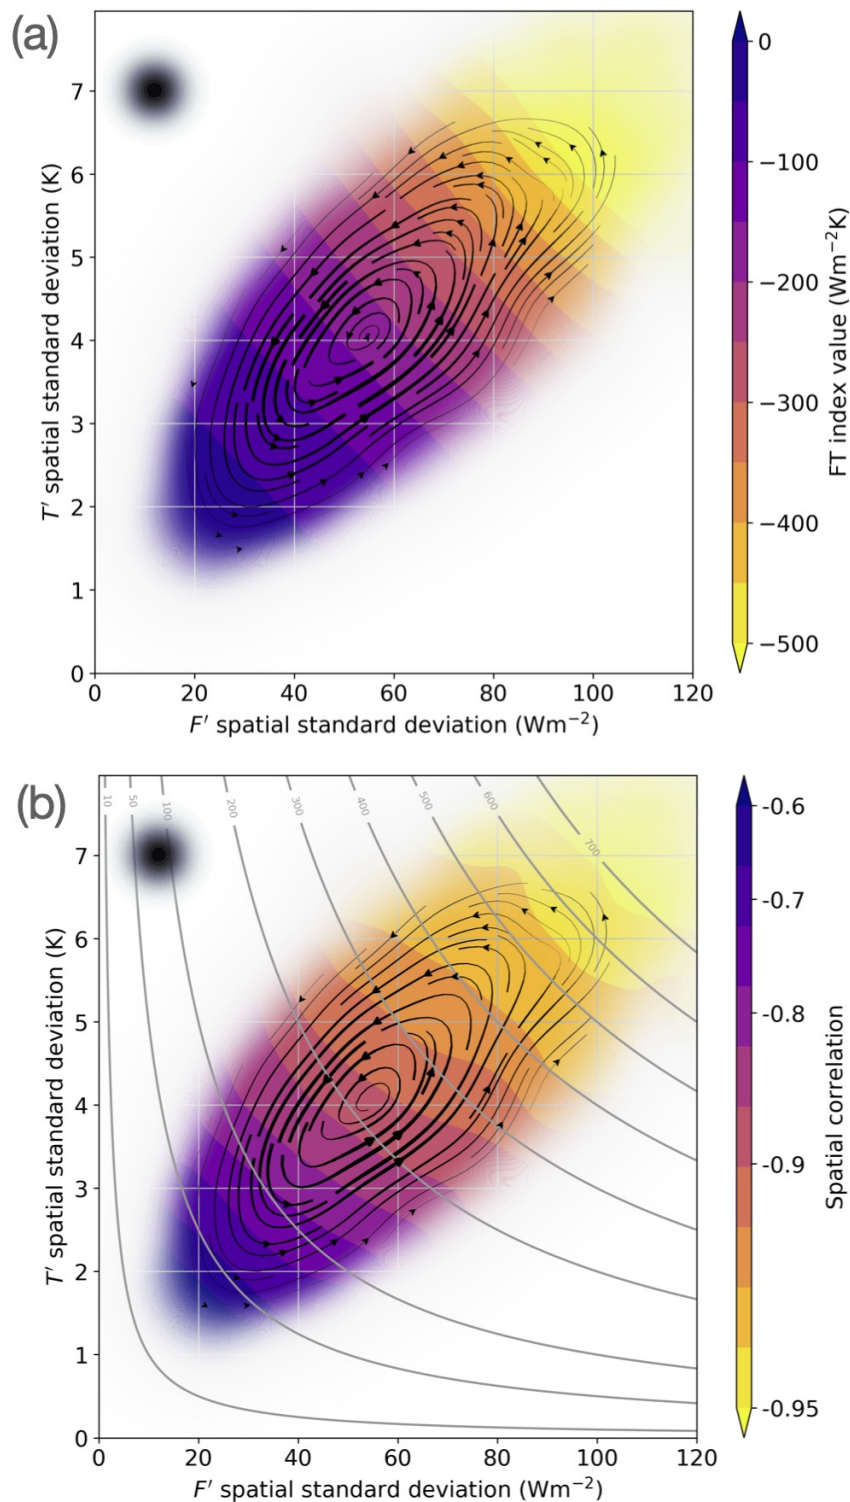 (a)
7
6
5
4
3
2
1
0
T′ spatial standard deviation (K)
0 20 40 60 80 100 120
F′ spatial standard deviation (Wm−2)
0
−100
−200
−300
−400
−500
FT index value (Wm−2K)
(b)
10 50 100 200 300 400 500 600 700
7
6
5
4
3
2
1
0
T′ spatial standard deviation (K)
0 20 40 60 80 100 120
F′ spatial standard deviation (Wm−2)
-0.6
-0.7
-0.8
-0.9
-0.95
Spatial correlation